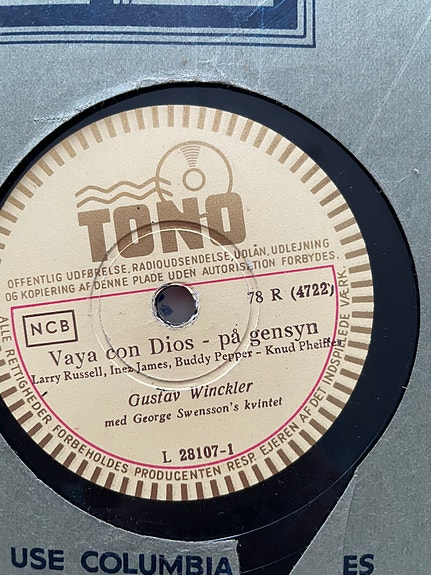 TONO
OFFENTLIG UDFØRELSE, RADIOUDSENDELSE, UDLÅN, UDLEJNING
OG KOPIERING AF DENNE PLADE UDEN AUTORISATION FORBYDES.
78 R (4722)
NCB
Vaya con Dios - på gensyn
Larry Russell, Inez James, Buddy Pepper - Knud Pheiffer
Gustav Winckler
med George Swensson's kvintet
L 28107-1
ALLE RETTIGHEDER FORBEHOLDES PRODUCENTEN RESP. EJEREN AF DET INDSPILLEDE VÆRK.
USE COLUMBIA ES